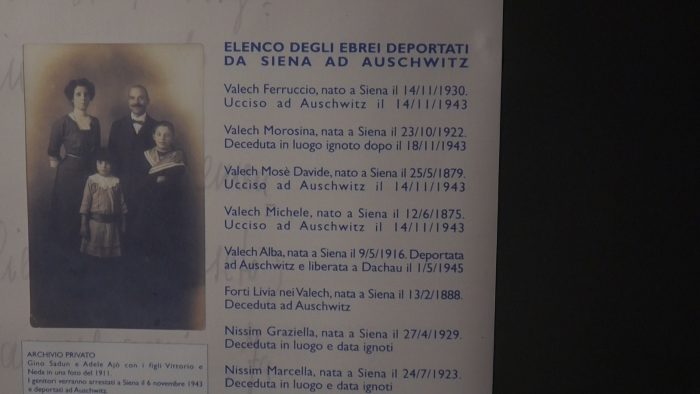 ELENCO DEGLI EBREI DEPORTATI
DA SIENA AD AUSCHWITZ
Valech Ferruccio, nato a Siena il 14/11/1930.
Ucciso ad Auschwitz il 14/11/1943
Valech Morosina, nata a Siena il 23/10/1922.
Deceduta in luogo ignoto dopo il 18/11/1943
Valech Mosè Davide, nato a Siena il 25/5/1879.
Ucciso ad Auschwitz il 14/11/1943
Valech Michele, nato a Siena il 12/6/1875.
Ucciso ad Auschwitz il 14/11/1943
Valech Alba, nata a Siena il 9/5/1916. Deportata
ad Auschwitz e liberata a Dachau il 1/5/1945
Forti Livia nei Valech, nata a Siena il 13/2/1888.
Deceduta ad Auschwitz
Nissim Graziella, nata a Siena il 27/4/1929.
Deceduta in luogo e data ignoti
Nissim Marcella, nata a Siena il 24/7/1923.
Deceduta in luogo e data ignoti
ARCHIVIO PRIVATO
Gino Sadun e Adele Ajò con i figli Vittorio e
Neda in una foto del 1911.
I genitori verranno arrestati a Siena il 6 novembre 1943
e deportati ad Auschwitz